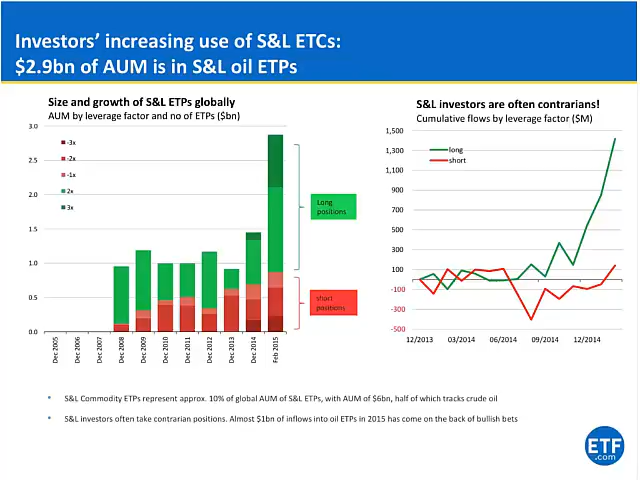 Investors' increasing use of S&L ETCs:
$2.9bn of AUM is in S&L oil ETPs
Size and growth of S&L ETPs globally
AUM by leverage factor and no of ETPs ($bn)
3.0
2.5
2.0
1.5
1.0
0.5
0.0
-3x
-2x
-1x
2x
3x
Long
positions
short
positions
Dec 2005
Dec 2006
Dec 2007
Dec 2008
Dec 2009
Dec 2010
Dec 2011
Dec 2012
Dec 2013
Dec 2014
Feb 2015
S&L investors are often contrarians!
Cumulative flows by leverage factor ($M)
1,500
1,300
1,100
900
700
500
300
100
-100
-300
-500
long
short
12/2013
03/2014
06/2014
09/2014
12/2014
• S&L Commodity ETPs represent approx. 10% of global AUM of S&L ETPs, with AUM of $6bn, half of which tracks crude oil
• S&L investors often take contrarian positions. Almost $1bn of inflows into oil ETPs in 2015 has come on the back of bullish bets
ETF
.com